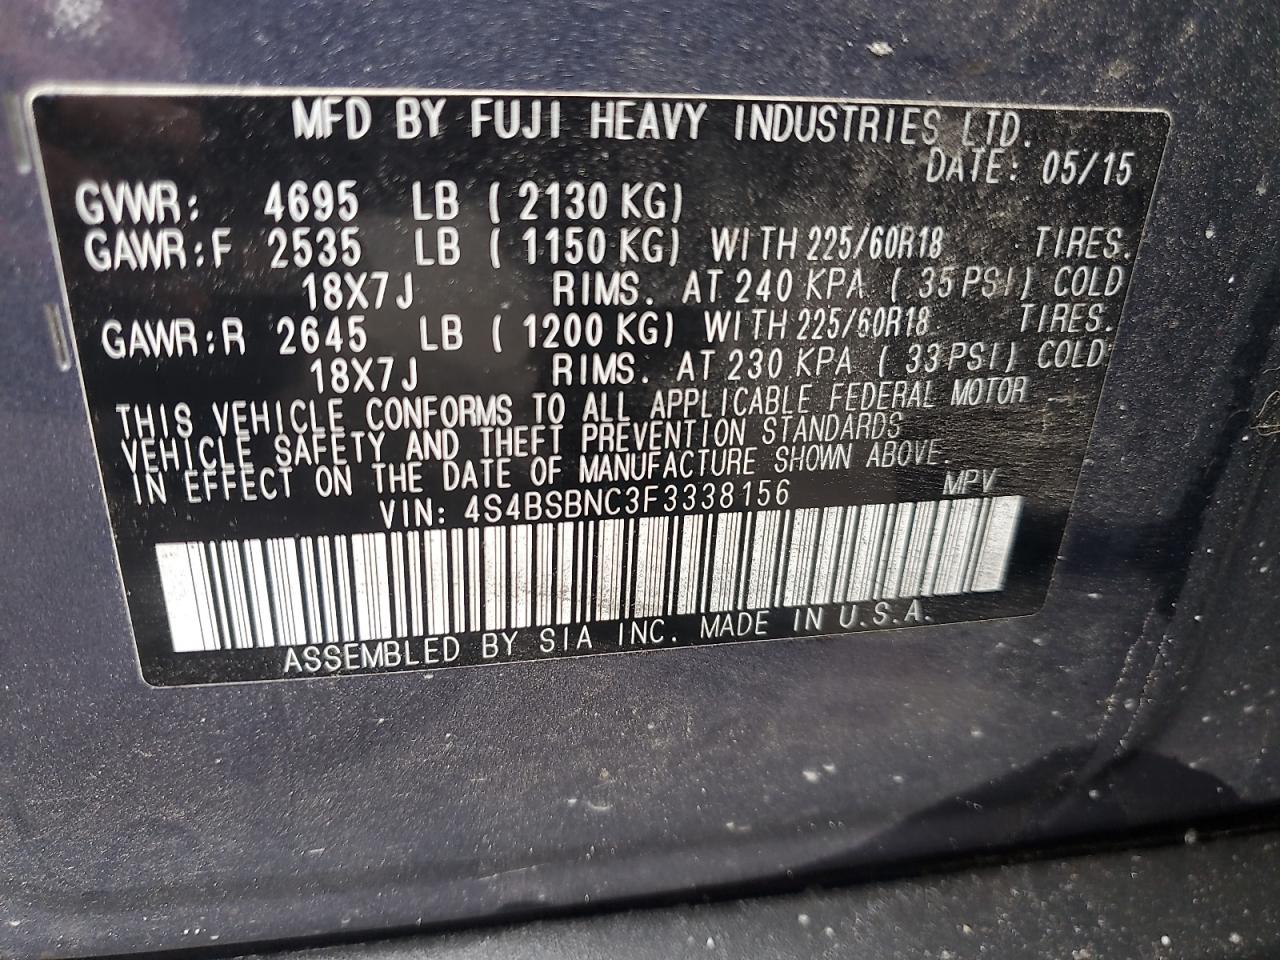 MFD BY FUJI HEAVY INDUSTRIES LTD.
DATE: 05/15
GVWR: 4695 LB ( 2130 KG)
GAWR:F 2535 LB ( 1150 KG) WITH 225/60R18 TIRES.
18X7J RIMS. AT 240 KPA ( 35 PSI) COLD
GAWR:R 2645 LB ( 1200 KG) WITH 225/60R18 TIRES.
18X7J RIMS. AT 230 KPA ( 33 PSI) COLD.
THIS VEHICLE CONFORMS TO ALL APPLICABLE FEDERAL MOTOR
VEHICLE SAFETY AND THEFT PREVENTION STANDARDS
IN EFFECT ON THE DATE OF MANUFACTURE SHOWN ABOVE.
VIN: 4S4BSBNC3F3338156 MPV
ASSEMBLED BY SIA INC. MADE IN U.S.A.